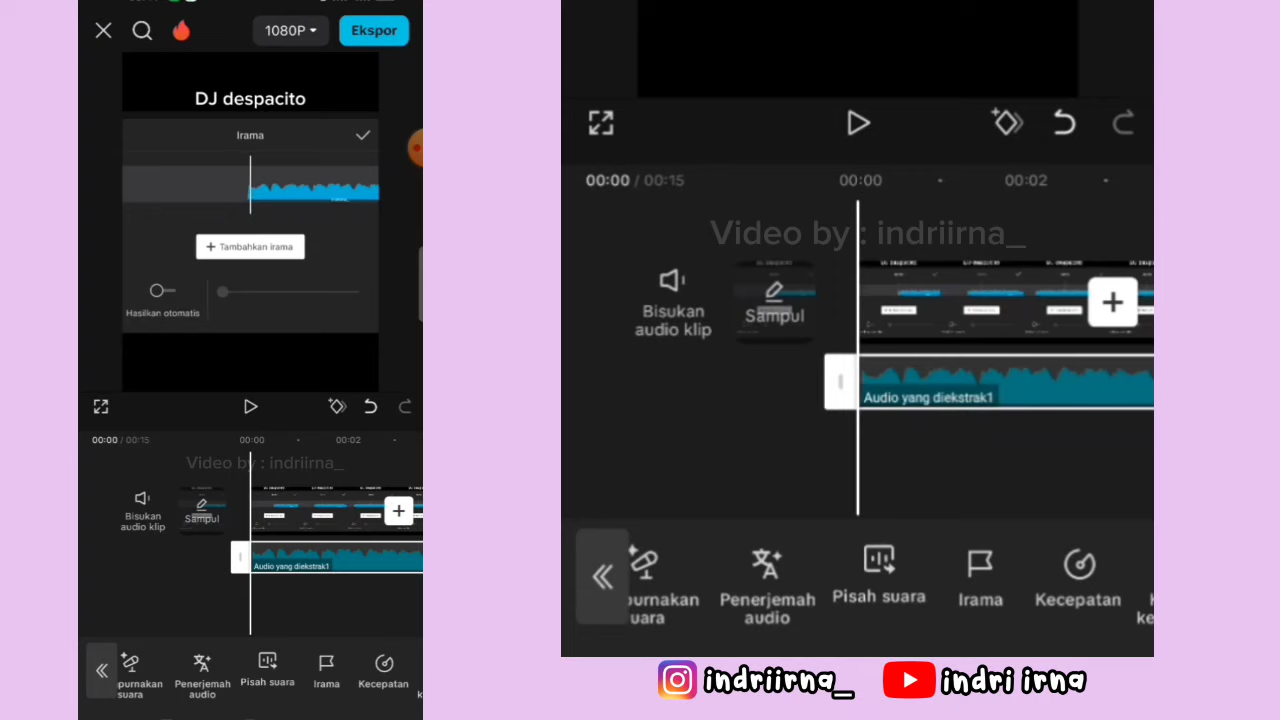 1080P
Ekspor
DJ despacito
Irama
+ Tambahkan irama
Hasilkan otomatis
00:00 / 00:15
00:00
00:02
Video by : indriirna_
Bisukan
audio klip
Sampul
+
Audio yang diekstrak1
purnakan
suara
Penerjemah
audio
Pisah suara
Irama
Kecepatan
00:00 / 00:15
00:00
00:02
Video by : indriirna_
Bisukan
audio klip
Sampul
+
Audio yang diekstrak1
purnakan
uara
Penerjemah
audio
Pisah suara
Irama
Kecepatan
ke
indriirna_
indri irna